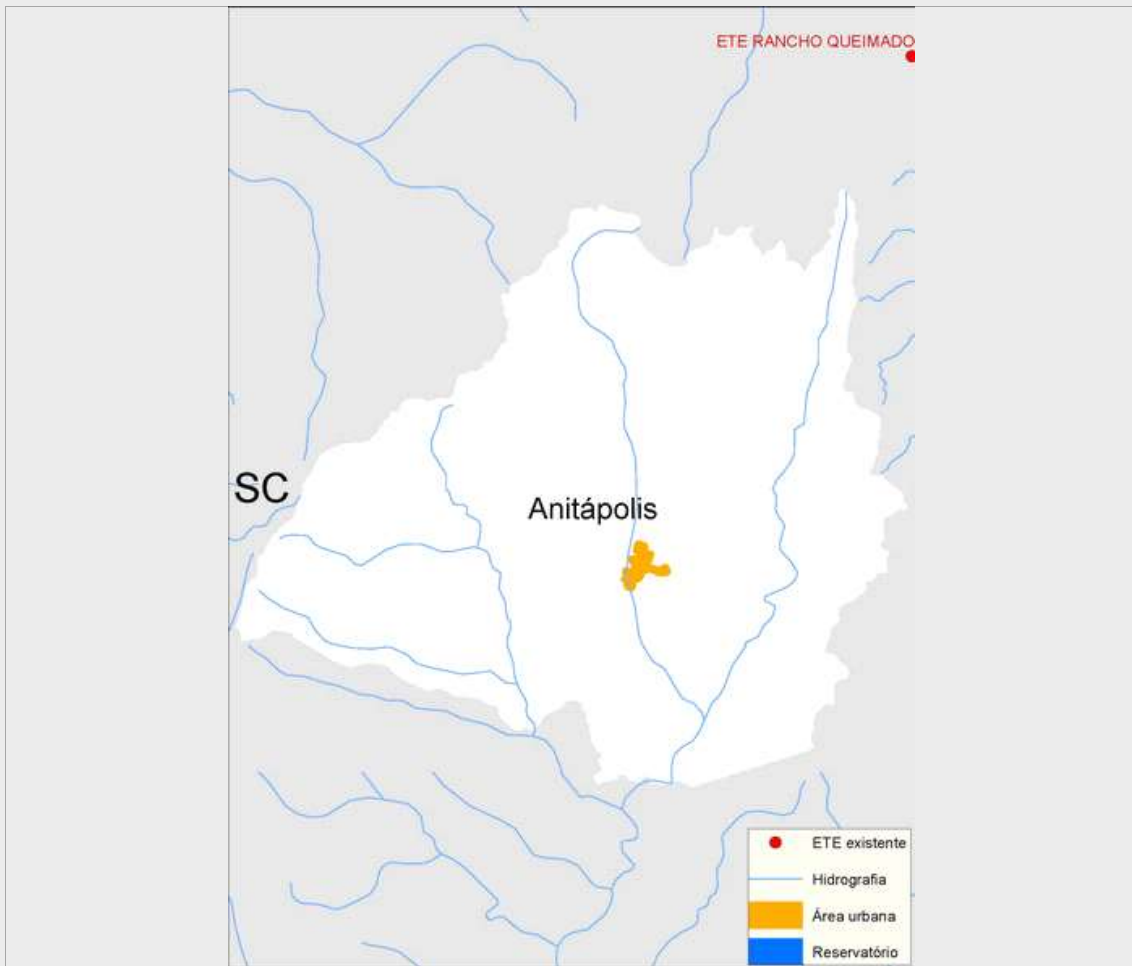 ETE RANCHO QUEIMADO
SC
Anitápolis
ETE existente
Hidrografia
Área urbana
Reservatório